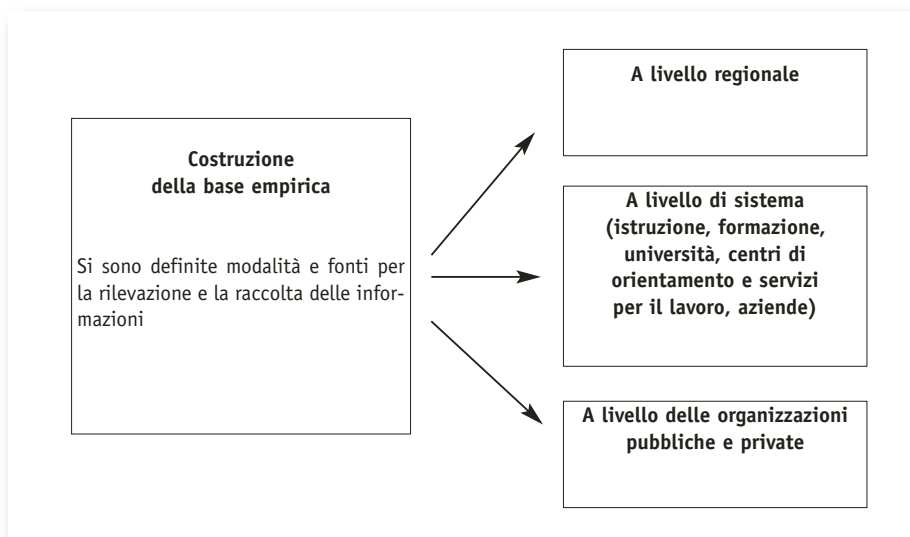 Costruzione
della base empirica
Si sono definite modalità e fonti per
la rilevazione e la raccolta delle infor-
mazioni
A livello regionale
A livello di sistema
(istruzione, formazione,
università, centri di
orientamento e servizi
per il lavoro, aziende)
A livello delle organizzazioni
pubbliche e private